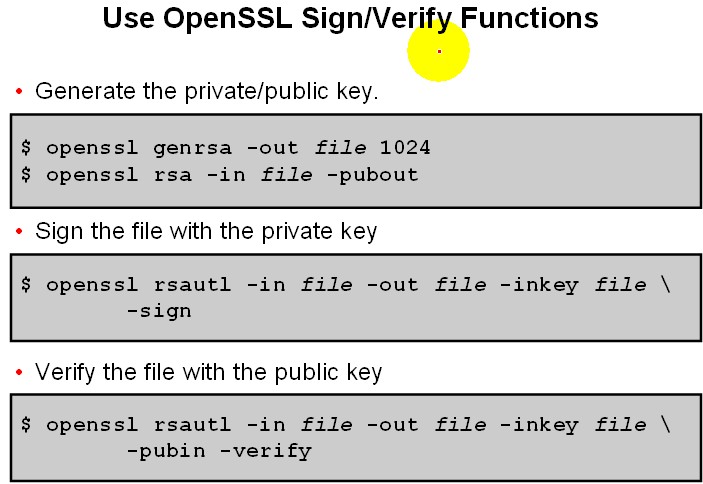 Use OpenSSL Sign/Verify Functions
• Generate the private/public key.
$ openssl genrsa -out file 1024
$ openssl rsa -in file -pubout
• Sign the file with the private key
$ openssl rsautl -in file -out file -inkey file \
-sign
• Verify the file with the public key
$ openssl rsautl -in file -out file -inkey file \
-pubin -verify